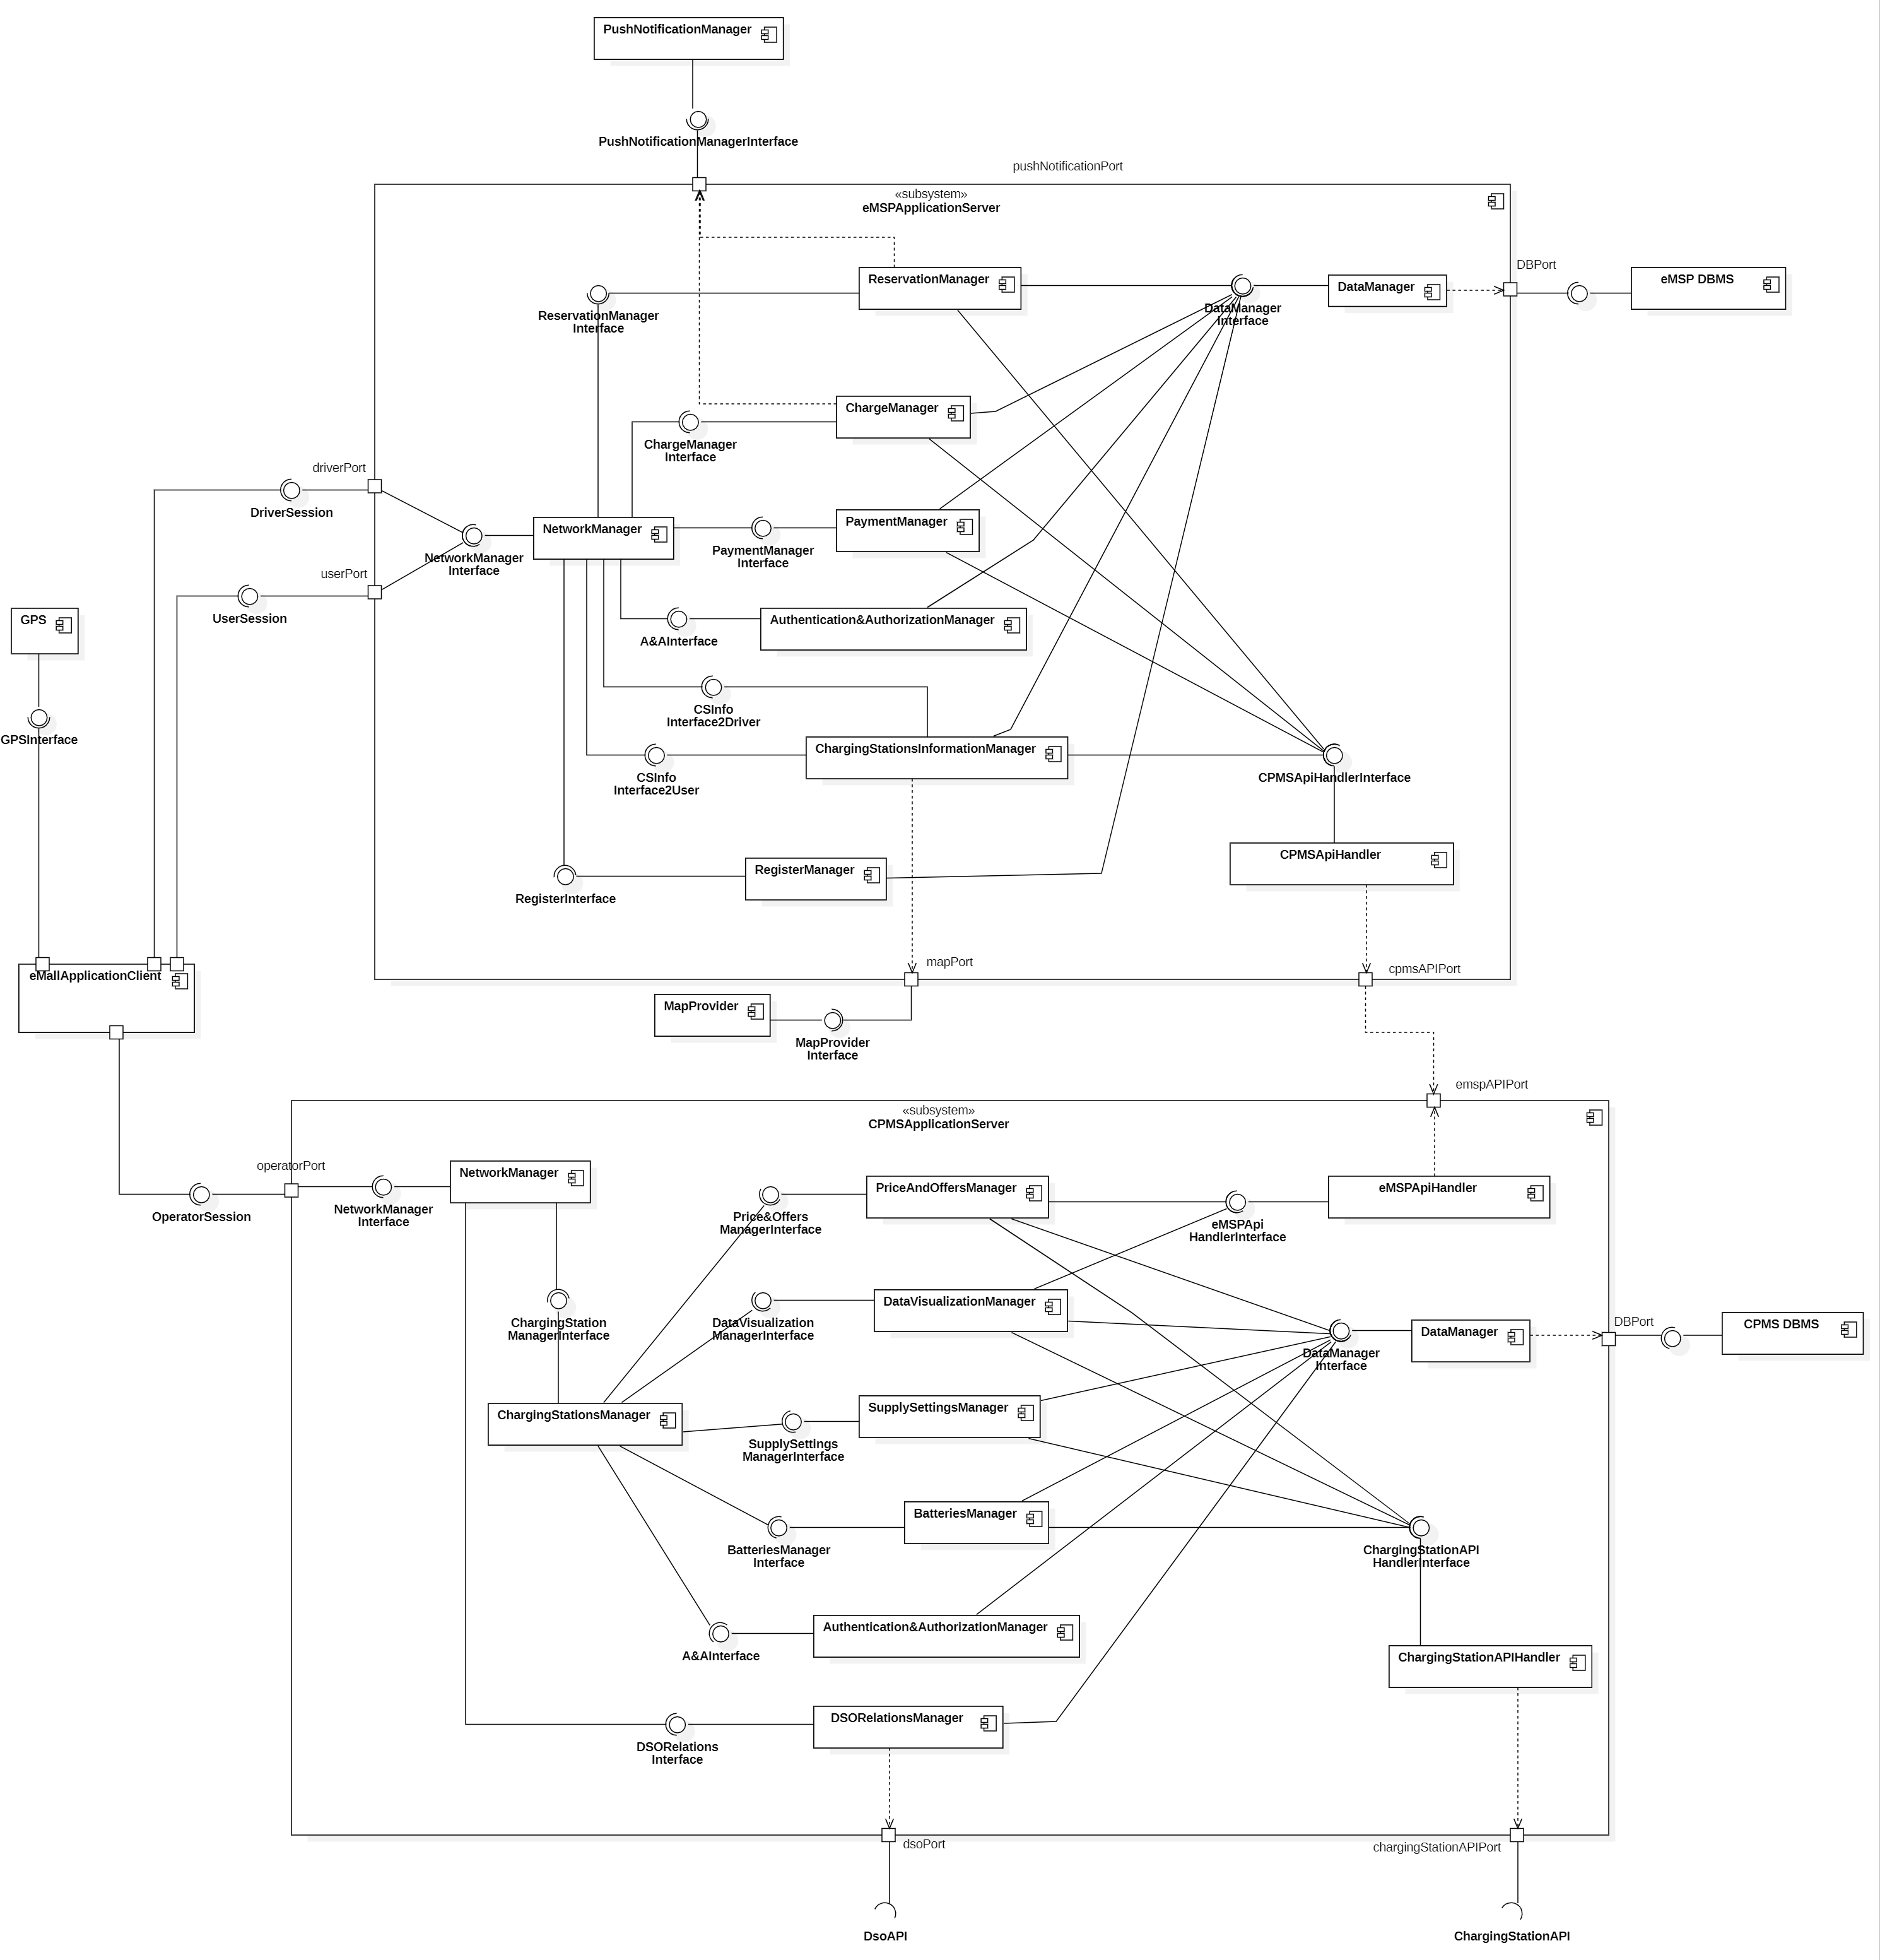 PushNotificationManager
PushNotificationManagerInterface
pushNotificationPort
«subsystem»
eMSPApplicationServer
DBPort
eMSP DBMS
ReservationManager
DataManager
ReservationManager
Interface
DataManager
Interface
ChargeManager
ChargeManager
Interface
driverPort
DriverSession
NetworkManager
PaymentManager
NetworkManager
Interface
PaymentManager
Interface
userPort
UserSession
GPS
A&AInterface
Authentication&AuthorizationManager
CSInfo
Interface2Driver
GPSInterface
ChargingStationsInformationManager
CSInfo
Interface2User
CPMSApiHandlerInterface
CPMSApiHandler
RegisterManager
RegisterInterface
mapPort
cpmsAPIPort
eMallApplicationClient
MapProvider
MapProvider
Interface
emspAPIPort
«subsystem»
CPMSApplicationServer
operatorPort
OperatorSession
NetworkManager
NetworkManager
Interface
PriceAndOffersManager
Price&Offers
ManagerInterface
eMSPApiHandler
eMSPApi
HandlerInterface
ChargingStation
ManagerInterface
DataVisualizationManager
DataVisualization
ManagerInterface
DataManager
DataManager
Interface
DBPort
CPMS DBMS
ChargingStationsManager
SupplySettingsManager
SupplySettings
ManagerInterface
BatteriesManager
BatteriesManager
Interface
ChargingStationAPI
HandlerInterface
Authentication&AuthorizationManager
A&AInterface
ChargingStationAPIHandler
DSORelationsManager
DSORelations
Interface
dsoPort
chargingStationAPIPort
DsoAPI
ChargingStationAPI